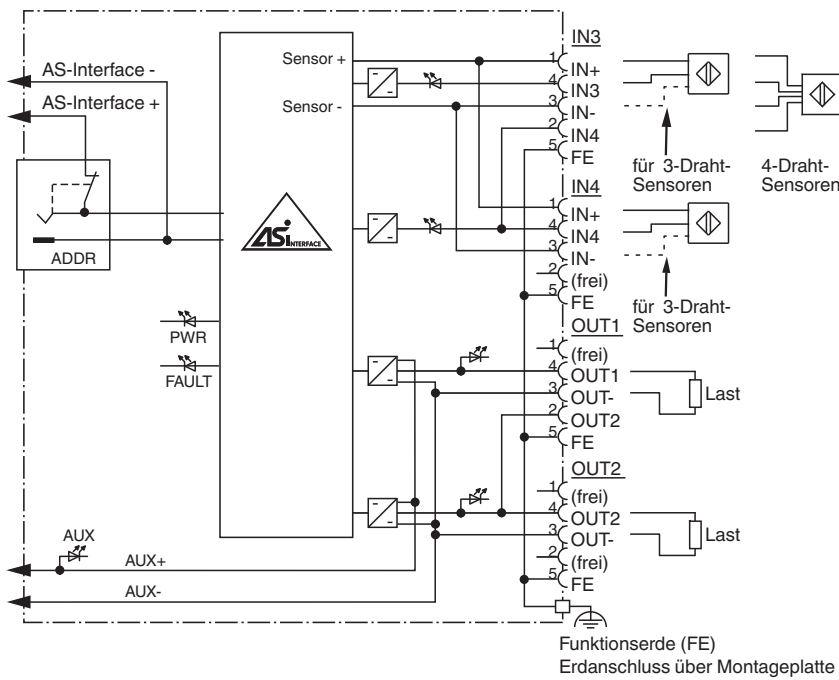 AS-Interface -
AS-Interface +
ADDR
PWR
FAULT
AUX
AUX+
AUX-
Sensor +
Sensor -
ASi
INTERFACE
IN3
1
IN+
4
IN3
3
IN-
2
IN4
5
FE
für 3-Draht-
Sensoren
4-Draht-
Sensoren
IN4
1
IN+
4
IN4
3
IN-
2
(frei)
5
FE
für 3-Draht-
Sensoren
OUT1
1
(frei)
4
OUT1
3
OUT-
2
OUT2
5
FE
Last
OUT2
1
(frei)
4
OUT2
3
OUT-
2
(frei)
5
FE
Last
Funktionserde (FE)
Erdanschluss über Montageplatte